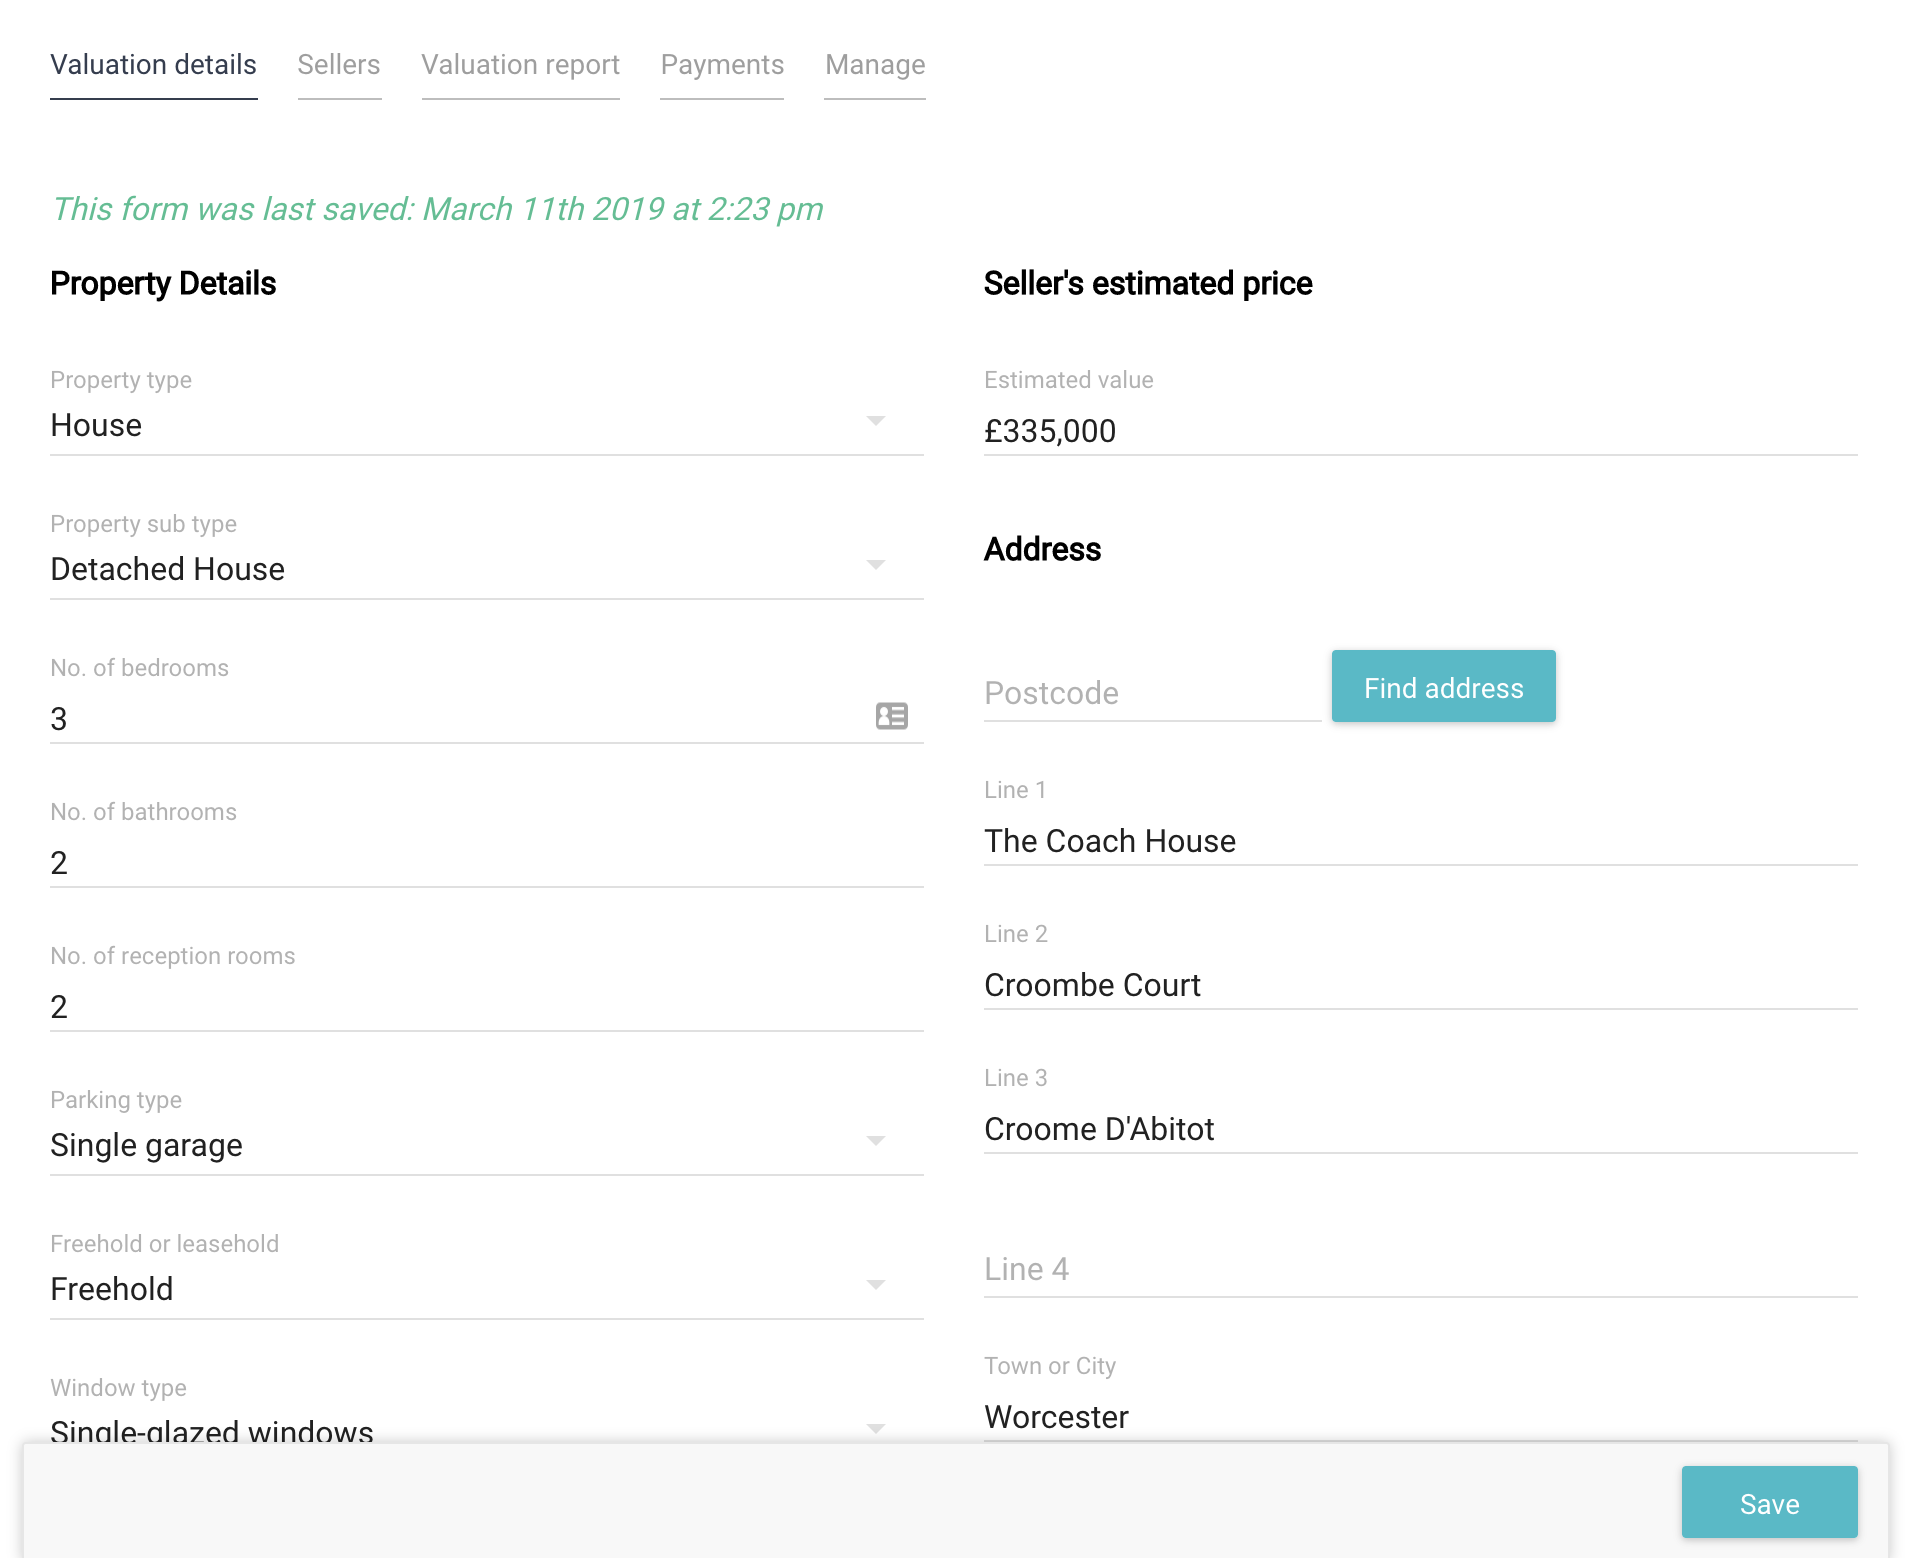 Valuation details Sellers Valuation report Payments Manage
This form was last saved: March 11th 2019 at 2:23 pm
Property Details
Property type
House
Property sub type
Detached House
No. of bedrooms
3
No. of bathrooms
2
No. of reception rooms
2
Parking type
Single garage
Freehold or leasehold
Freehold
Window type
Single-glazed windows
Seller's estimated price
Estimated value
£335,000
Address
Postcode Find address
Line 1
The Coach House
Line 2
Croombe Court
Line 3
Croome D'Abitot
Line 4
Town or City
Worcester
Save